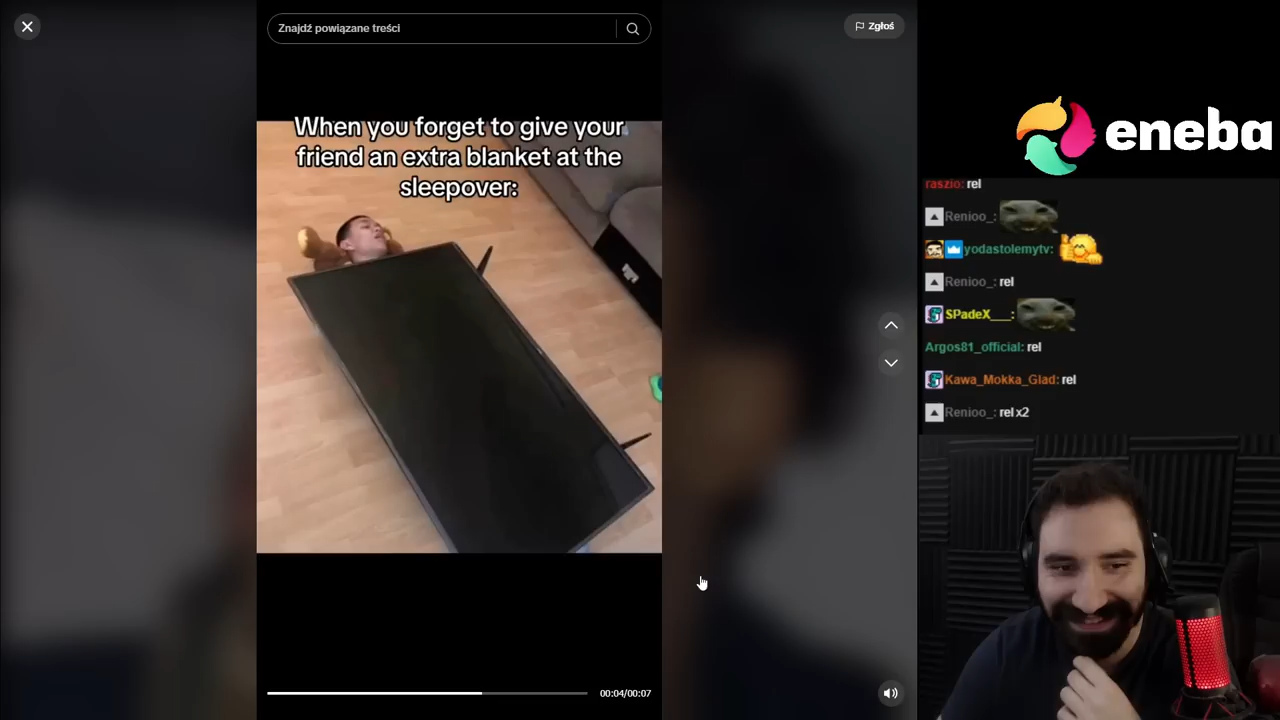 Znajdź powiązane treści
Zgłoś
When you forget to give your
friend an extra blanket at the
sleepover:
00:04/00:07
eneba
raszio: rel
Renioo_:
yodastolemytv:
Renioo_: rel
SPadeX___:
Argos81_official: rel
Kawa_Mokka_Glad: rel
Renioo_: rel x2